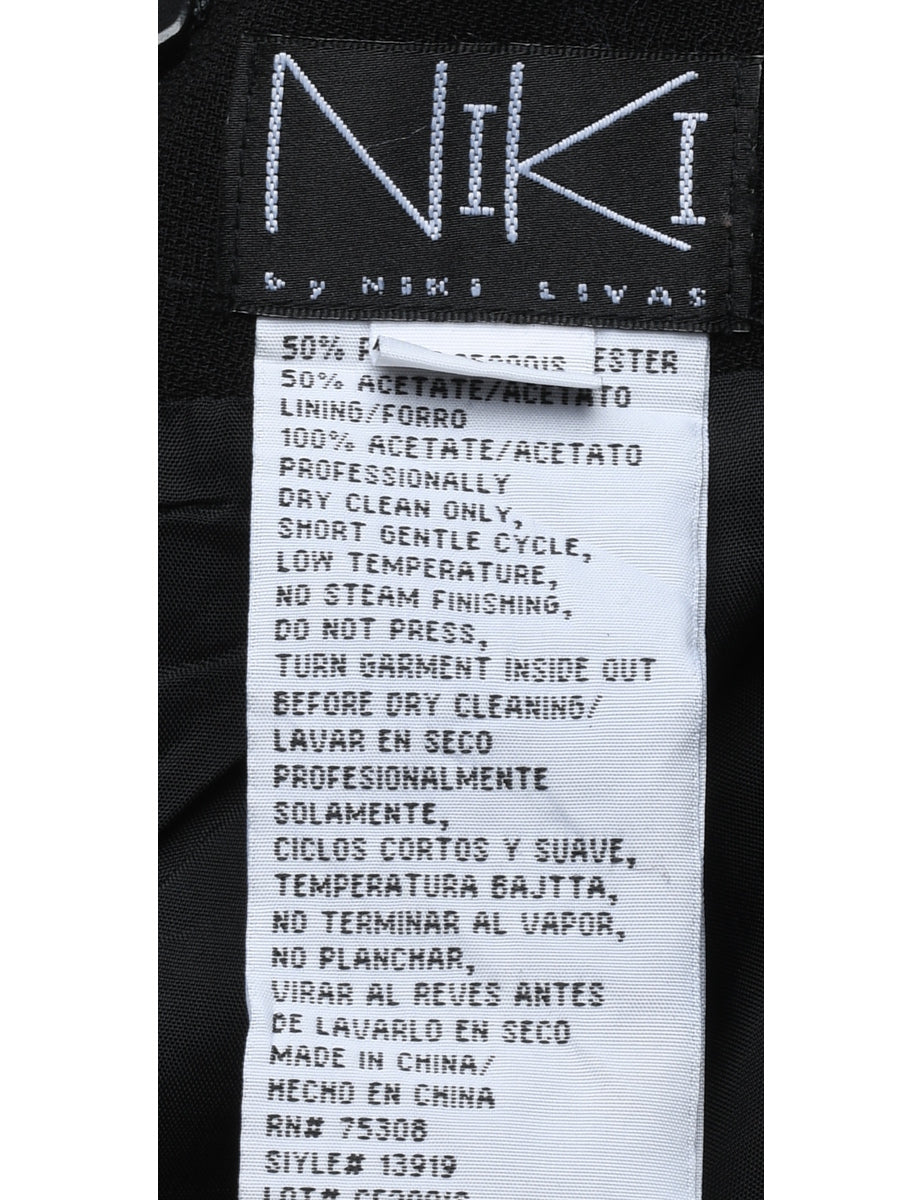 NIKI
by NIKI LIVAS
50% ESTER
50% ACETATE/ACETATO
LINING/FORRO
100% ACETATE/ACETATO
PROFESSIONALLY
DRY CLEAN ONLY,
SHORT GENTLE CYCLE,
LOW TEMPERATURE,
NO STEAM FINISHING,
DO NOT PRESS,
TURN GARMENT INSIDE OUT
BEFORE DRY CLEANING/
LAVAR EN SECO
PROFESIONALMENTE
SOLAMENTE,
CICLOS CORTOS Y SUAVE,
TEMPERATURA BAJTTA,
NO TERMINAR AL VAPOR,
NO PLANCHAR,
VIRAR AL REVES ANTES
DE LAVARLO EN SECO
MADE IN CHINA/
HECHO EN CHINA
RN# 75308
SIYLE# 13919
LOT#